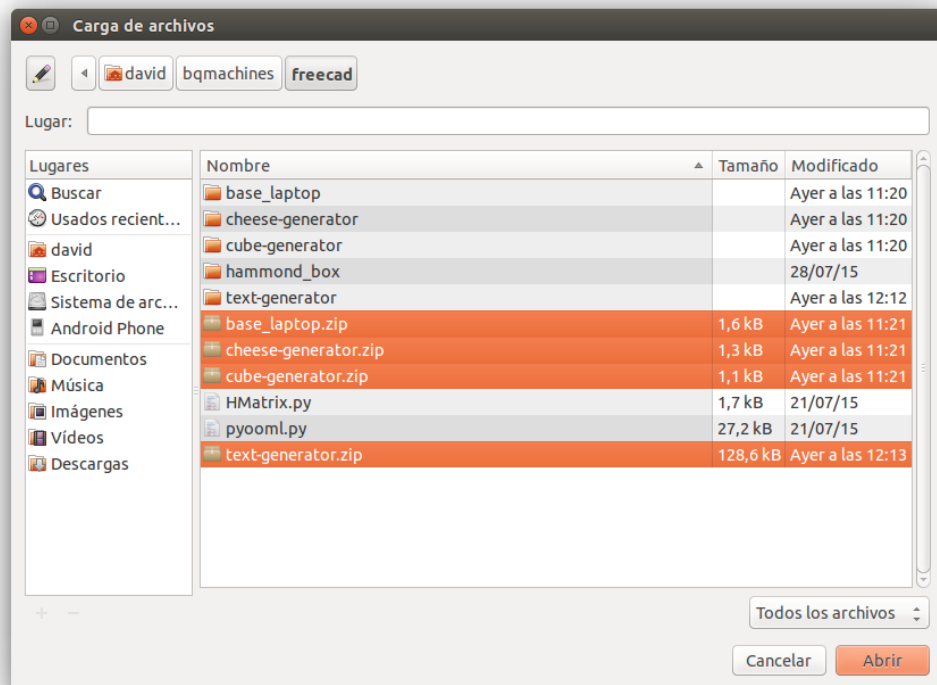 Carga de archivos
david bqmachines freecad
Lugar:
Lugares
Buscar
Usados recient...
david
Escritorio
Sistema de arc...
Android Phone
Documentos
Música
Imágenes
Vídeos
Descargas
Nombre Tamaño Modificado
base_laptop Ayer a las 11:20
cheese-generator Ayer a las 11:20
cube-generator Ayer a las 11:20
hammond_box 28/07/15
text-generator Ayer a las 12:12
base_laptop.zip 1,6 kB Ayer a las 11:21
cheese-generator.zip 1,3 kB Ayer a las 11:21
cube-generator.zip 1,1 kB Ayer a las 11:21
HMatrix.py 1,7 kB 21/07/15
pyooml.py 27,2 kB 21/07/15
text-generator.zip 128,6 kB Ayer a las 12:13
Todos los archivos
Cancelar Abrir